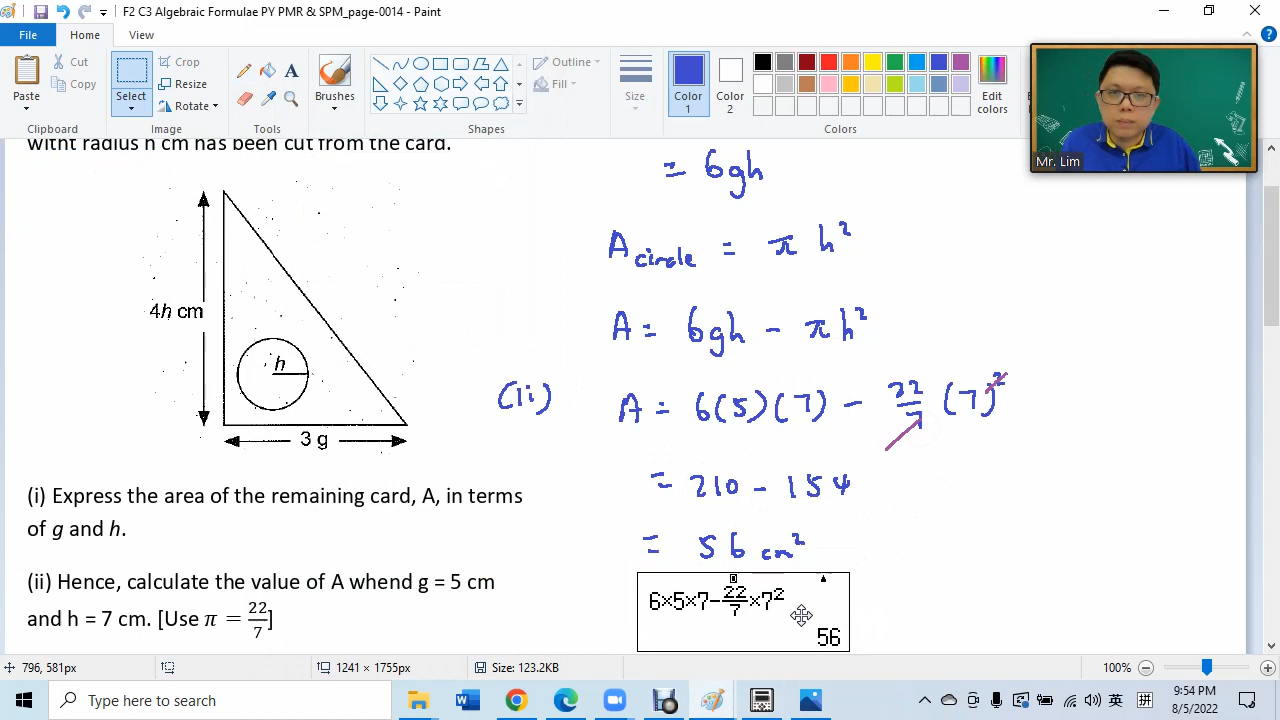 F2 C3 Algebraic Formulae PY PMR & SPM_page-0014 - Paint
File Home View
Paste
Cut
Copy
Clipboard
Select
Crop
Resize
Rotate
Image
A
Tools
Brushes
Outline
Fill
Shapes
Size
Color 1
Color 2
Edit colors
Colors
Mr. Lim
witht radius h cm has been cut from the card.
4h cm
h
3 g
(i) Express the area of the remaining card, A, in terms
of g and h.
(ii) Hence, calculate the value of A whend g = 5 cm
and h = 7 cm. [Use π = 22/7]
= 6gh
A circle = π h²
A = 6gh - π h²
(ii) A = 6(5)(7) - 22/7 (7)²
= 210 - 154
= 56 cm²
6×5×7-22/7×7²
56
796, 581px
1241 × 1755px
Size: 123.2KB
100%
Type here to search
英
拼
9:54 PM
8/5/2022